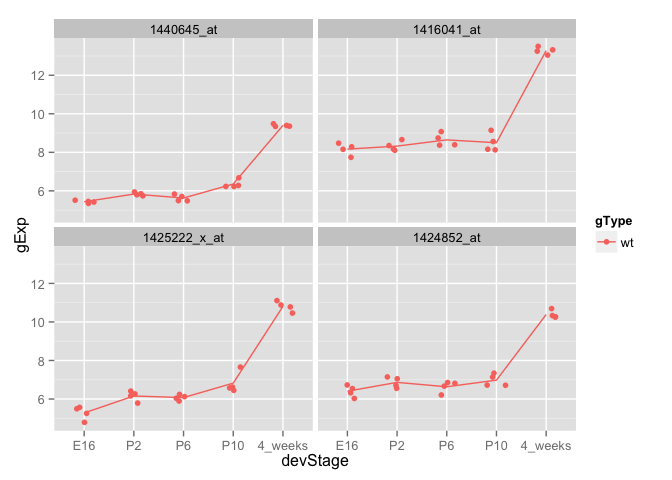 1440645_at 1416041_at
12
10
8
6
gExp
1425222_x_at 1424852_at
12
10
8
6
E16 P2 P6 P10 4_weeks E16 P2 P6 P10 4_weeks
devStage
gType
wt